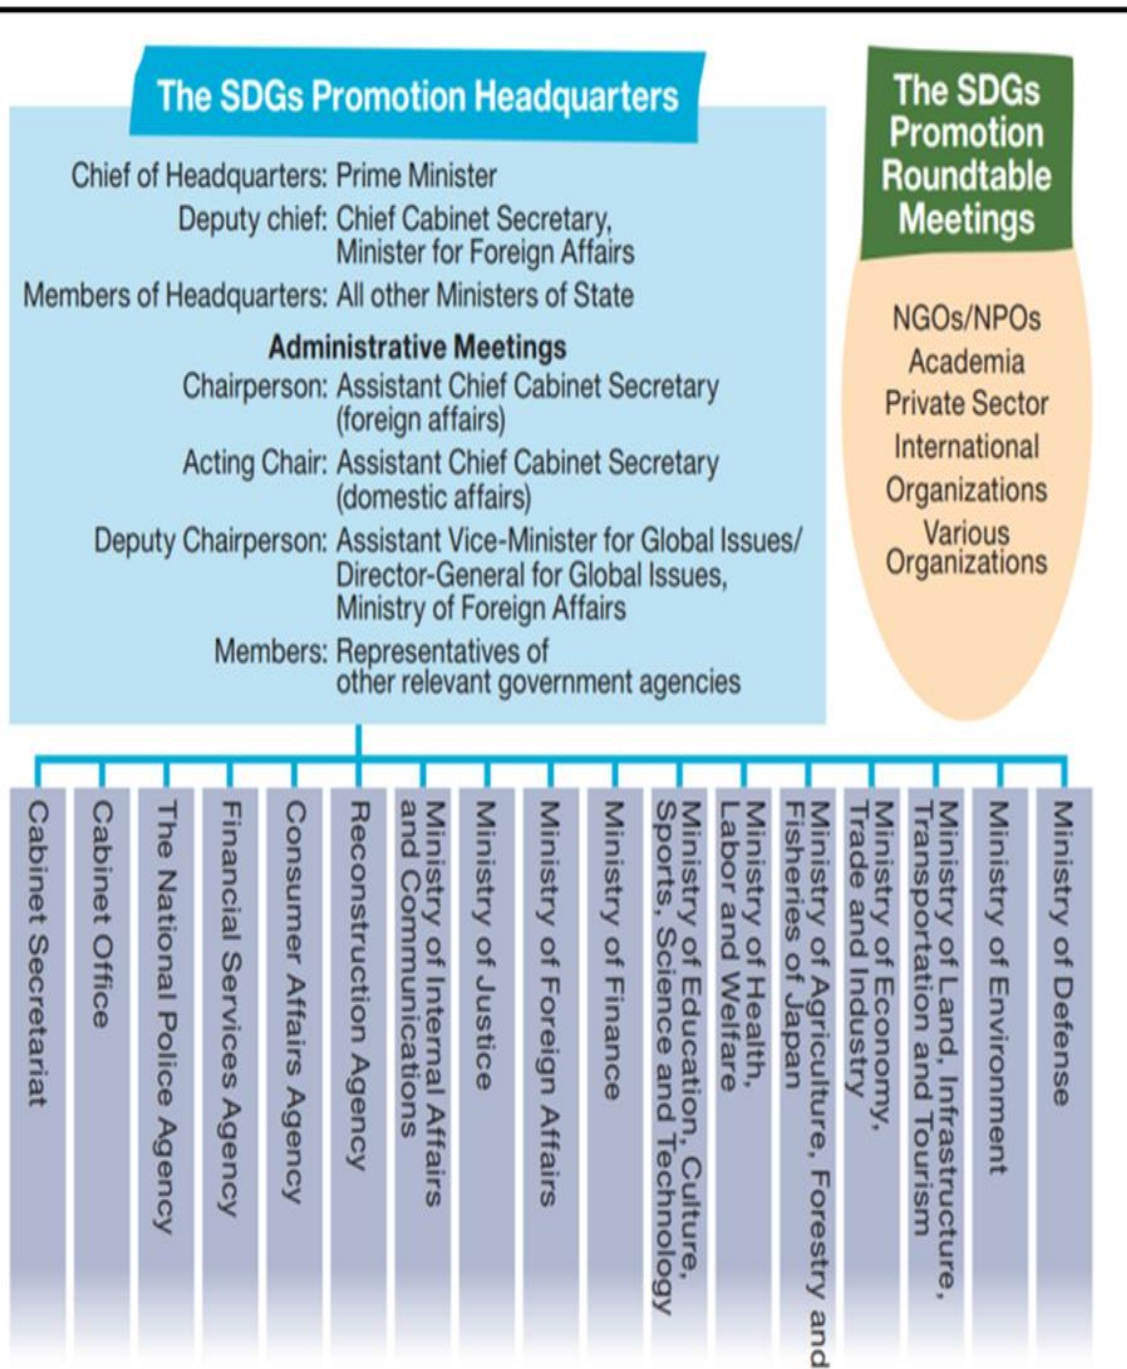 The SDGs Promotion Headquarters
Chief of Headquarters: Prime Minister
Deputy chief: Chief Cabinet Secretary,
Minister for Foreign Affairs
Members of Headquarters: All other Ministers of State
Administrative Meetings
Chairperson: Assistant Chief Cabinet Secretary
(foreign affairs)
Acting Chair: Assistant Chief Cabinet Secretary
(domestic affairs)
Deputy Chairperson: Assistant Vice-Minister for Global Issues/
Director-General for Global Issues,
Ministry of Foreign Affairs
Members: Representatives of
other relevant government agencies
The SDGs
Promotion
Roundtable
Meetings
NGOs/NPOs
Academia
Private Sector
International
Organizations
Various
Organizations
Cabinet Secretariat
Cabinet Office
The National Police Agency
Financial Services Agency
Consumer Affairs Agency
Reconstruction Agency
Ministry of Internal Affairs
and Communications
Ministry of Justice
Ministry of Foreign Affairs
Ministry of Finance
Ministry of Education, Culture,
Sports, Science and Technology
Ministry of Health,
Labor and Welfare
Ministry of Agriculture, Forestry and
Fisheries of Japan
Ministry of Economy,
Trade and Industry
Ministry of Land, Infrastructure,
Transportation and Tourism
Ministry of Environment
Ministry of Defense